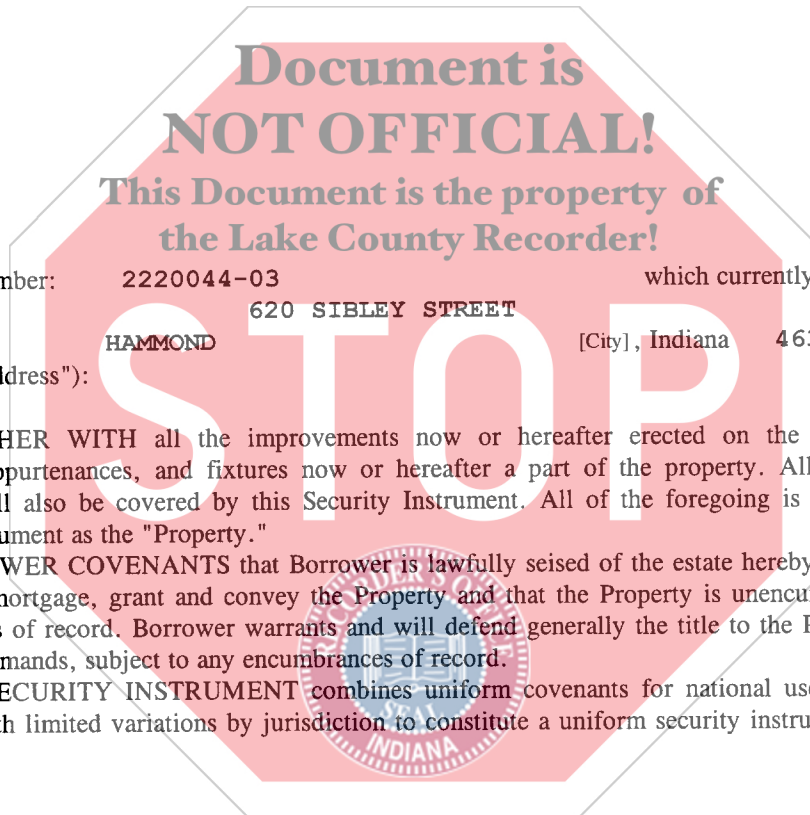 Document is
NOT OFFICIAL!
This Document is the property of
the Lake County Recorder!
mber: 2220044-03 which currently
620 SIBLEY STREET
HAMMOND [City], Indiana 463
ddress"):
STOP
HER WITH all the improvements now or hereafter erected on the
ppurtenances, and fixtures now or hereafter a part of the property. All
ll also be covered by this Security Instrument. All of the foregoing is
ument as the "Property."
WER COVENANTS that Borrower is lawfully seised of the estate hereby
mortgage, grant and convey the Property and that the Property is unencu
s of record. Borrower warrants and will defend generally the title to the P
mands, subject to any encumbrances of record.
ECURITY INSTRUMENT combines uniform covenants for national us
th limited variations by jurisdiction to constitute a uniform security instru
RECORDER'S OFFICE
SEAL
INDIANA